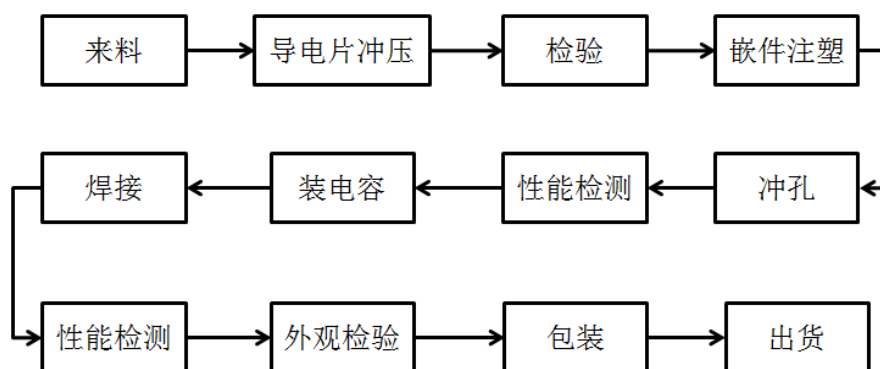 来料
导电片冲压
检验
嵌件注塑
冲孔
性能检测
装电容
焊接
性能检测
外观检验
包装
出货